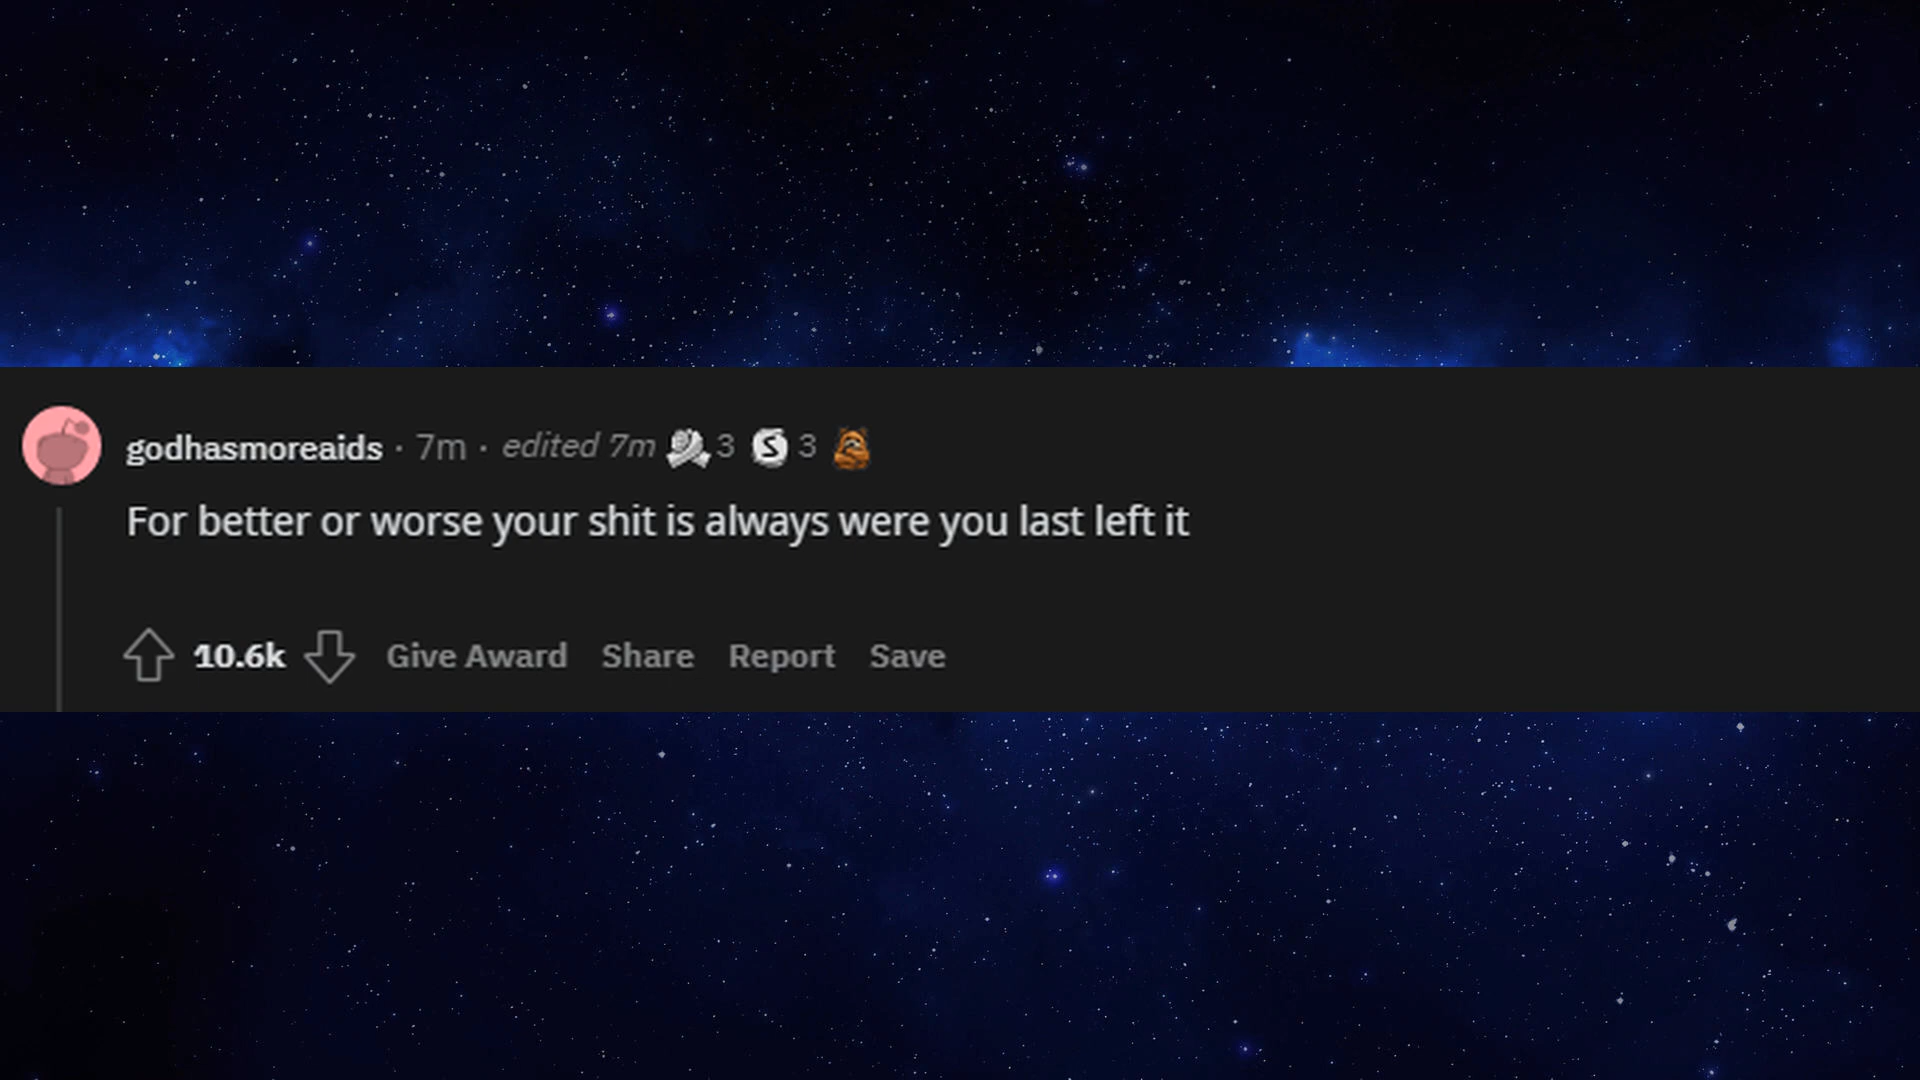 godhasmoreaids · 7m · edited 7m 3 S 3
For better or worse your shit is always were you last left it
10.6k Give Award Share Report Save